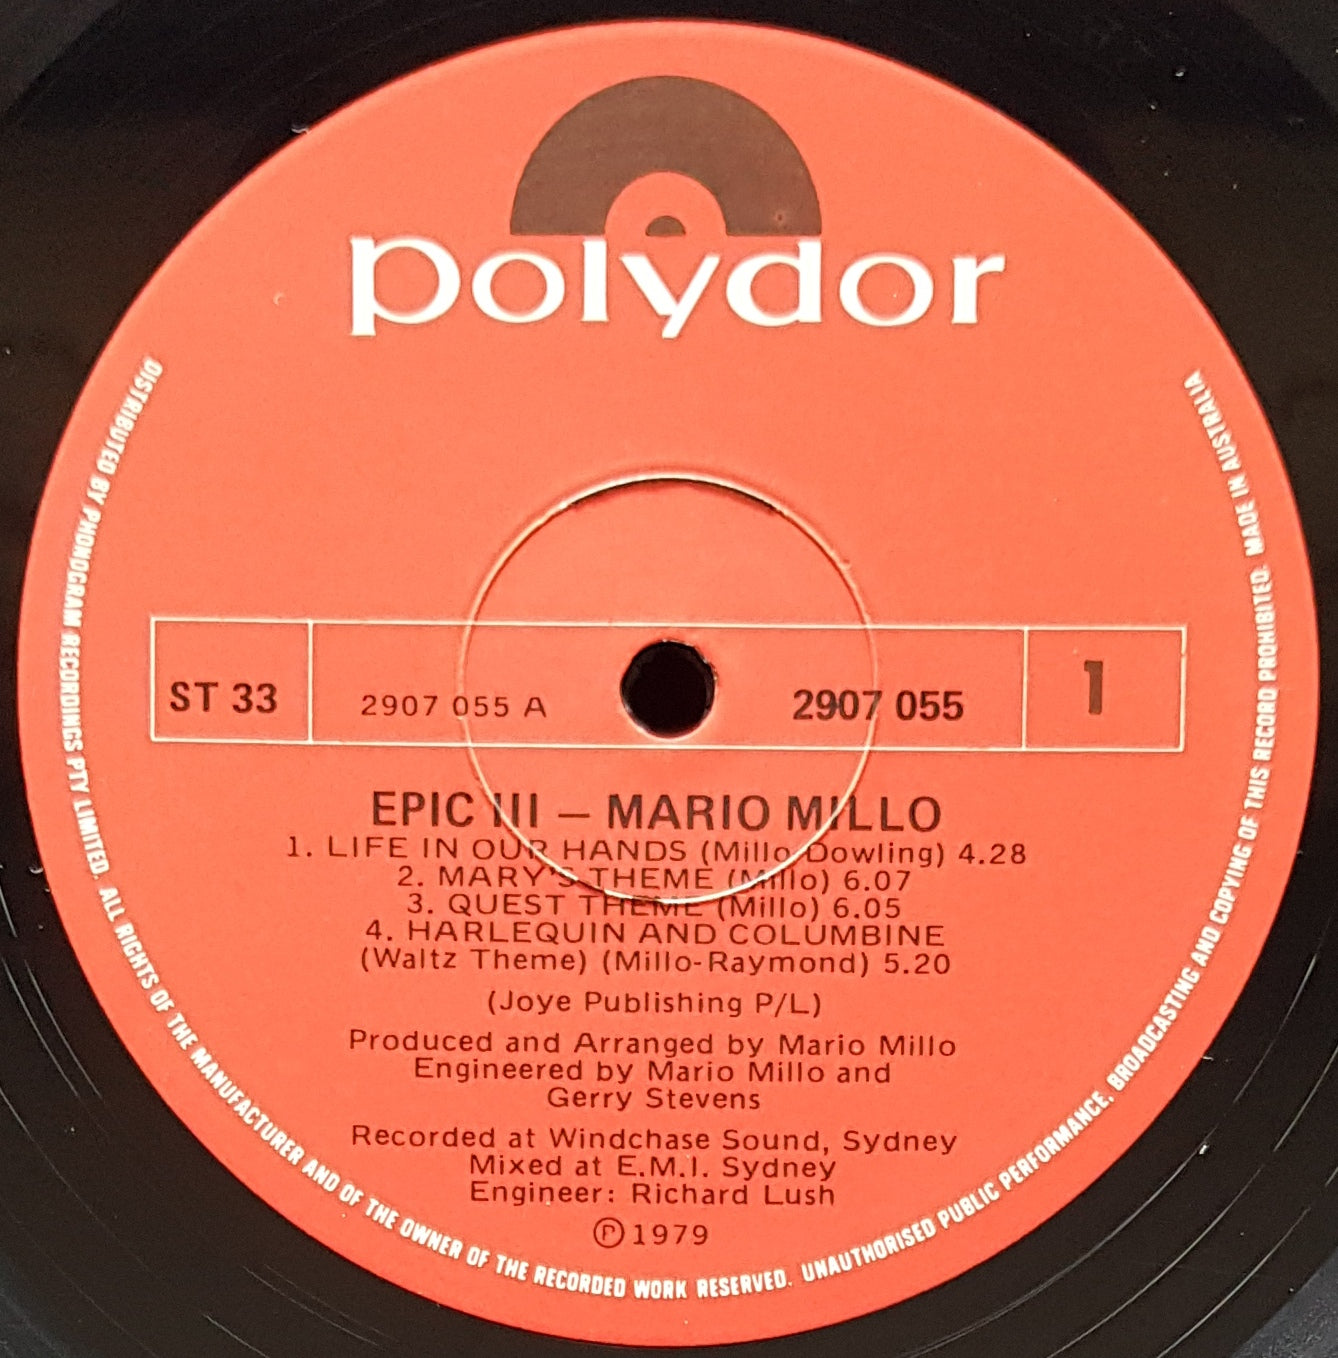 polydor
ST 33
2907 055 A
2907 055
1
EPIC III – MARIO MILLO
1. LIFE IN OUR HANDS (Millo Dowling) 4.28
2. MARY'S THEME (Millo) 6.07
3. QUEST THEME (Millo) 6.05
4. HARLEQUIN AND COLUMBINE
(Waltz Theme) (Millo-Raymond) 5.20
(Joye Publishing P/L)
Produced and Arranged by Mario Millo
Engineered by Mario Millo and
Gerry Stevens
Recorded at Windchase Sound, Sydney
Mixed at E.M.I. Sydney
Engineer: Richard Lush
Ⓟ1979
DISTRIBUTED BY PHONOGRAM RECORDINGS PTY LIMITED. ALL RIGHTS OF THE MANUFACTURER AND OF THE OWNER OF THE RECORDED WORK RESERVED. UNAUTHORISED PUBLIC PERFORMANCE, BROADCASTING AND COPYING OF THIS RECORD PROHIBITED. MADE IN AUSTRALIA